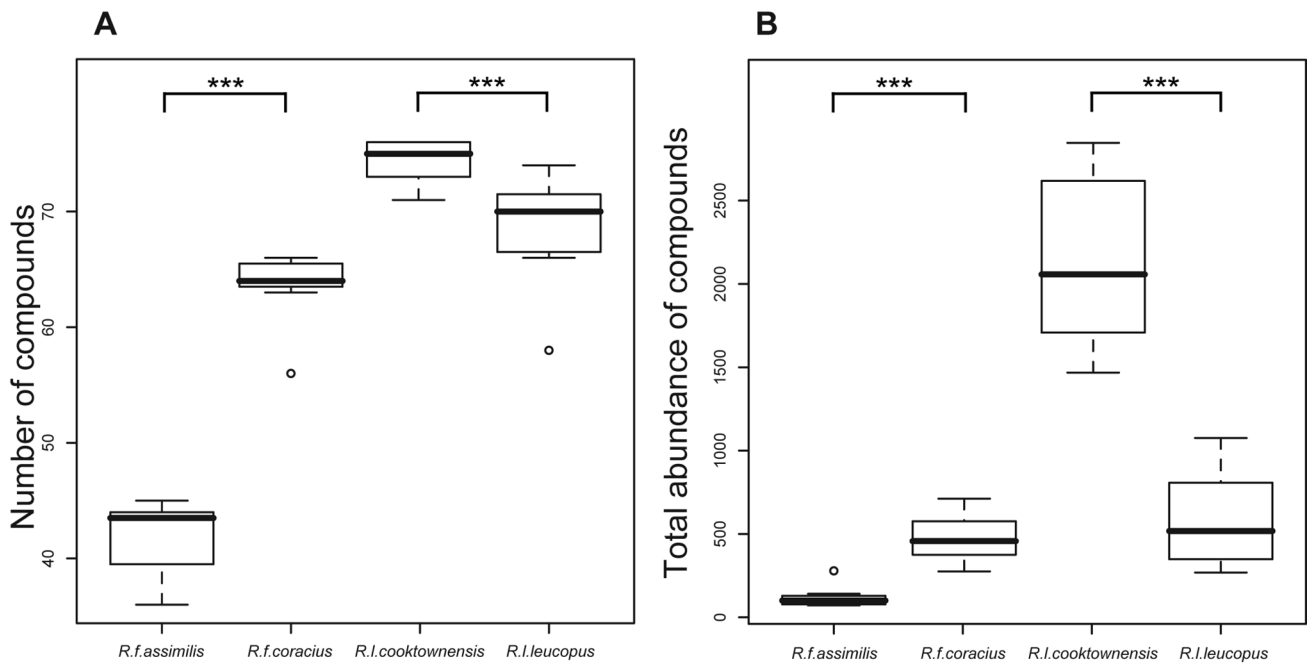 A
***
***
Number of compounds
70
60
50
40
R.f.assimilis R.f.coracius R.l.cooktownensis R.l.leucopus
B
***
***
Total abundance of compounds
2500
2000
1500
1000
500
0
R.f.assimilis R.f.coracius R.l.cooktownensis R.l.leucopus